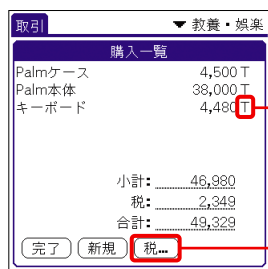 取引 ▼ 教養・娯楽
購入一覧
Palmケース 4,500 T
Palm本体 38,000 T
キーボード 4,480 T
小計: 46,980
税: 2,349
合計: 49,329
完了 新規 税...